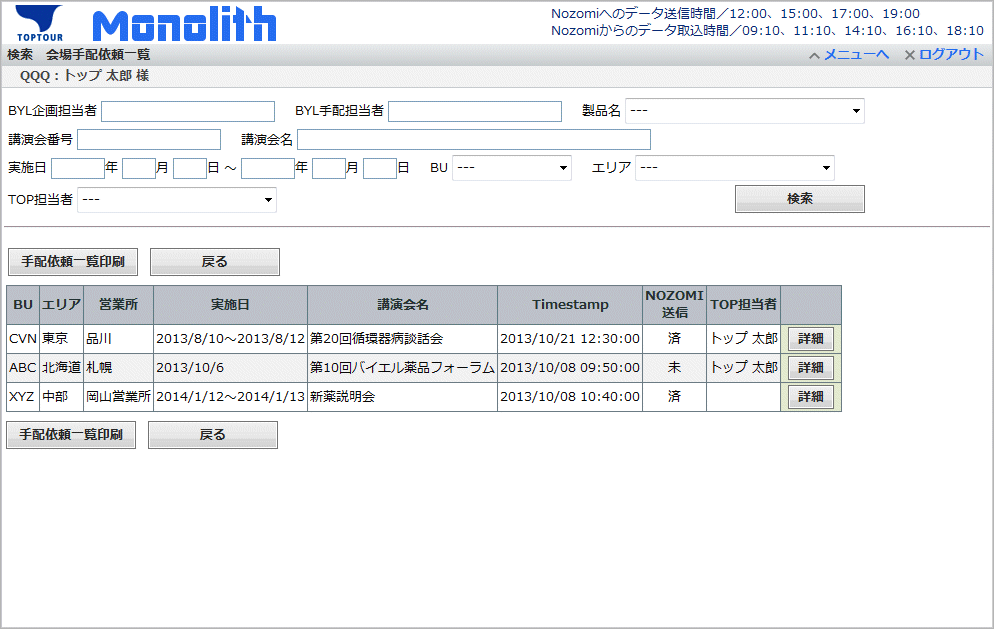 TOPTOUR
Monolith
Nozomiへのデータ送信時間／12:00、15:00、17:00、19:00
Nozomiからのデータ取込時間／09:10、11:10、14:10、16:10、18:10
検索 会場手配依頼一覧 メニューへ ログアウト
QQQ：トップ 太郎 様
BYL企画担当者 BYL手配担当者 製品名 ---
講演会番号 講演会名
実施日 年 月 日 ～ 年 月 日 BU --- エリア ---
TOP担当者 --- 検索
手配依頼一覧印刷 戻る
BU エリア 営業所 実施日 講演会名 Timestamp NOZOMI送信 TOP担当者
CVN 東京 品川 2013/8/10～2013/8/12 第20回循環器病談話会 2013/10/21 12:30:00 済 トップ 太郎 詳細
ABC 北海道 札幌 2013/10/6 第10回バイエル薬品フォーラム 2013/10/08 09:50:00 未 トップ 太郎 詳細
XYZ 中部 岡山営業所 2014/1/12～2014/1/13 新薬説明会 2013/10/08 10:40:00 済 詳細
手配依頼一覧印刷 戻る